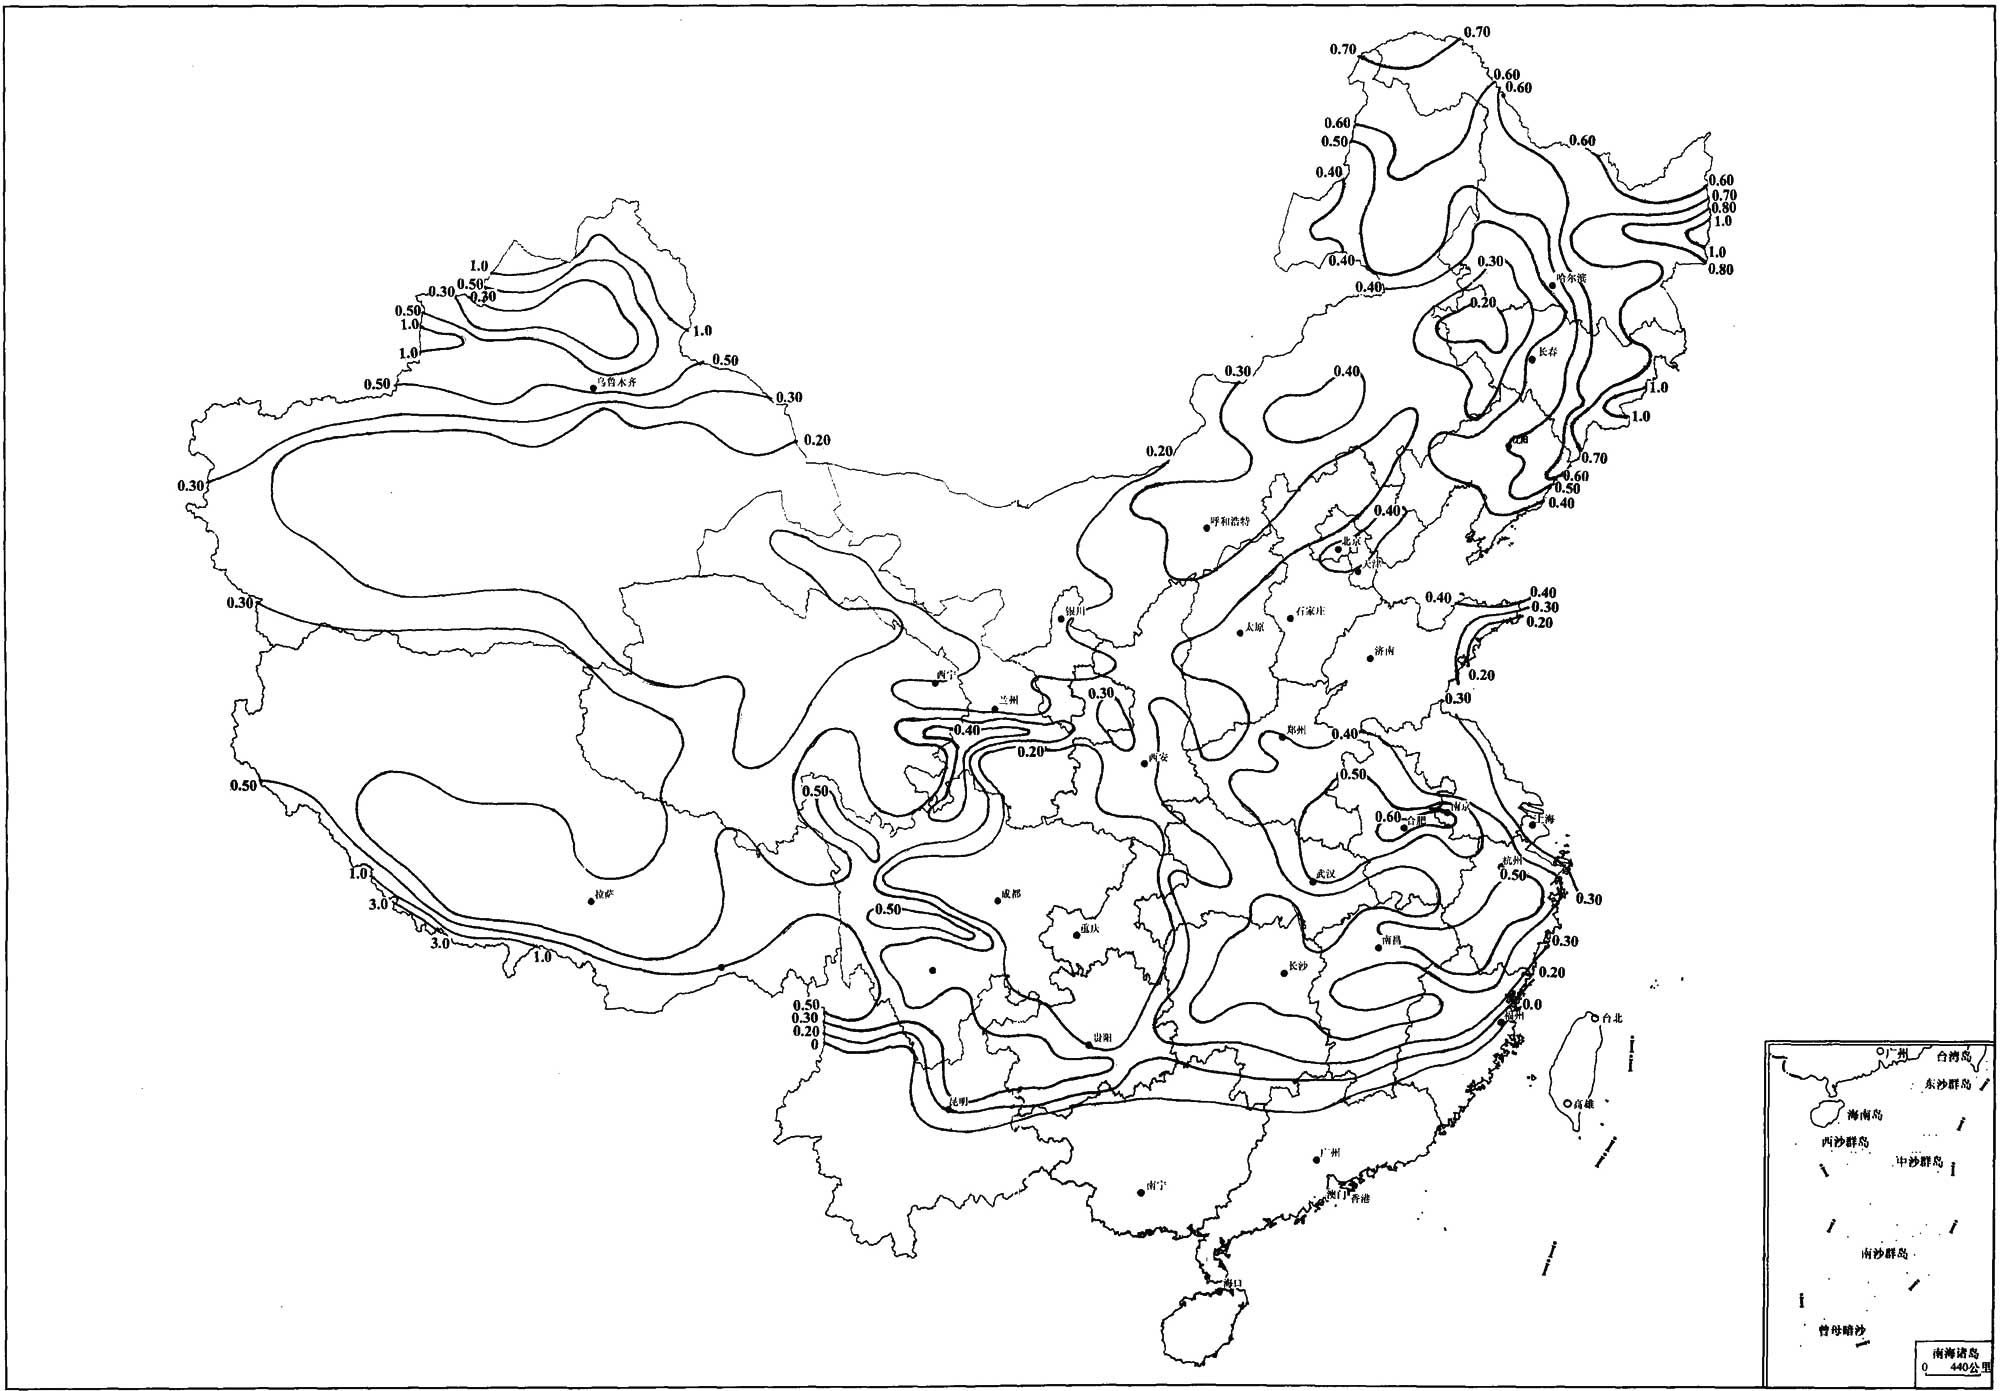 0.70
0.70
0.60
0.60
0.60
0.50
0.60
0.40
0.60
0.70
0.80
1.0
1.0
0.80
0.40
0.40
0.30
哈尔滨
0.20
长春
1.0
0.50
0.30
0.30
0.50
1.0
1.0
1.0
0.50
乌鲁木齐
0.50
0.30
0.20
0.30
0.30
0.40
1.0
1.0
0.20
沈阳
0.70
0.60
0.50
0.40
0.40
呼和浩特
北京
天津
0.30
银川
太原
石家庄
济南
0.40
0.40
0.30
0.20
0.20
0.30
西宁
兰州
0.30
0.40
0.20
西安
郑州
0.40
0.50
0.50
0.50
南京
0.60
合肥
上海
杭州
0.50
0.30
1.0
3.0
3.0
1.0
拉萨
成都
重庆
0.50
武汉
南昌
长沙
0.30
0.20
0.0
福州
台北
高雄
0.50
0.30
0.20
0
贵阳
昆明
南宁
广州
澳门
香港
海口
广州
台湾岛
东沙群岛
海南岛
西沙群岛
中沙群岛
南沙群岛
曾母暗沙
南海诸岛
0 440公里